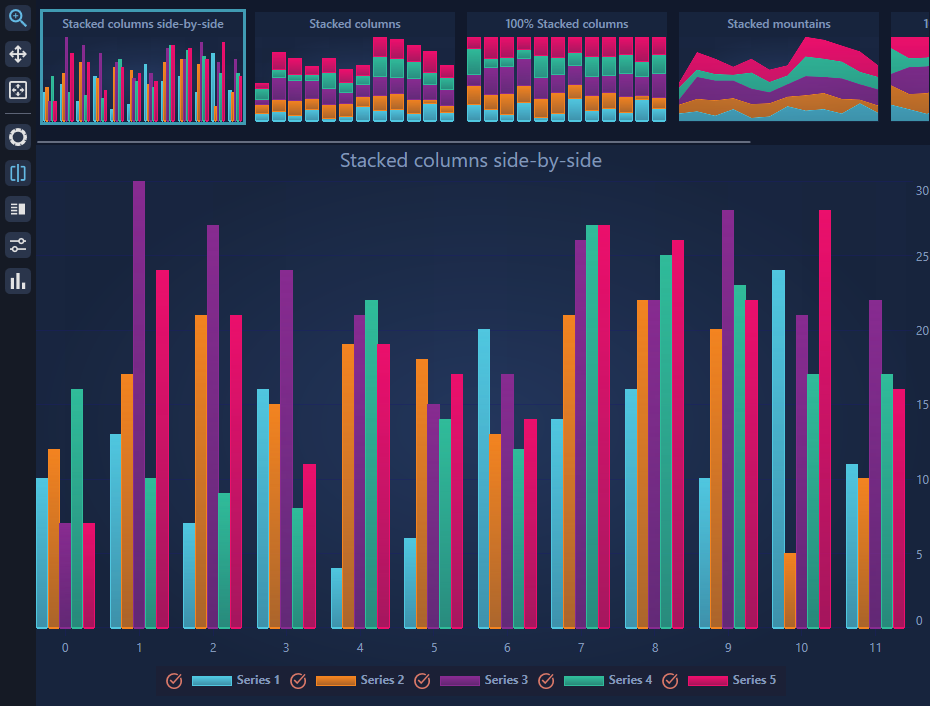 Stacked columns side-by-side
Stacked columns
100% Stacked columns
Stacked mountains
1
Stacked columns side-by-side
30
25
20
15
10
5
0
0 1 2 3 4 5 6 7 8 9 10 11
Series 1 Series 2 Series 3 Series 4 Series 5